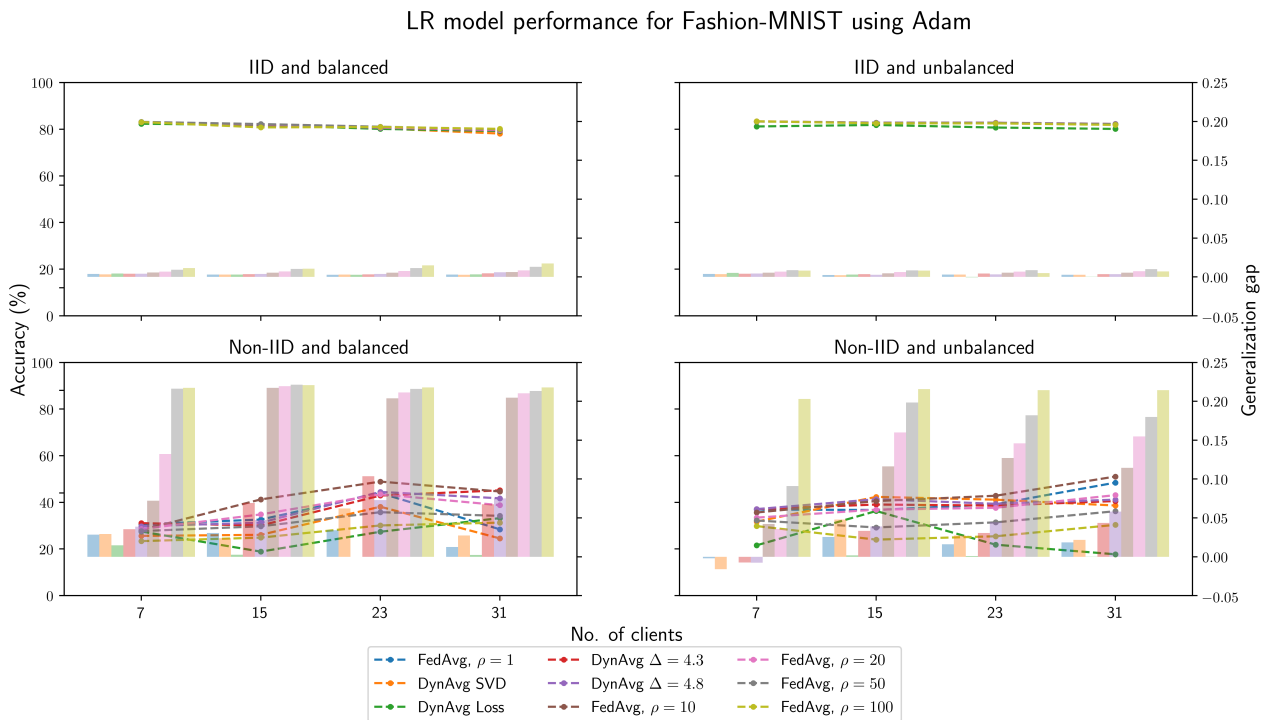 LR model performance for Fashion-MNIST using Adam
IID and balanced
IID and unbalanced
100
80
60
40
20
0
0.25
0.20
0.15
0.10
0.05
0.00
−0.05
Accuracy (%)
Generalization gap
Non-IID and balanced
Non-IID and unbalanced
100
80
60
40
20
0
0.25
0.20
0.15
0.10
0.05
0.00
−0.05
7 15 23 31
7 15 23 31
No. of clients
FedAvg, ρ = 1
DynAvg SVD
DynAvg Loss
DynAvg Δ = 4.3
DynAvg Δ = 4.8
FedAvg, ρ = 10
FedAvg, ρ = 20
FedAvg, ρ = 50
FedAvg, ρ = 100